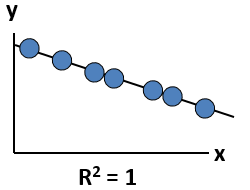 y
x
R² = 1